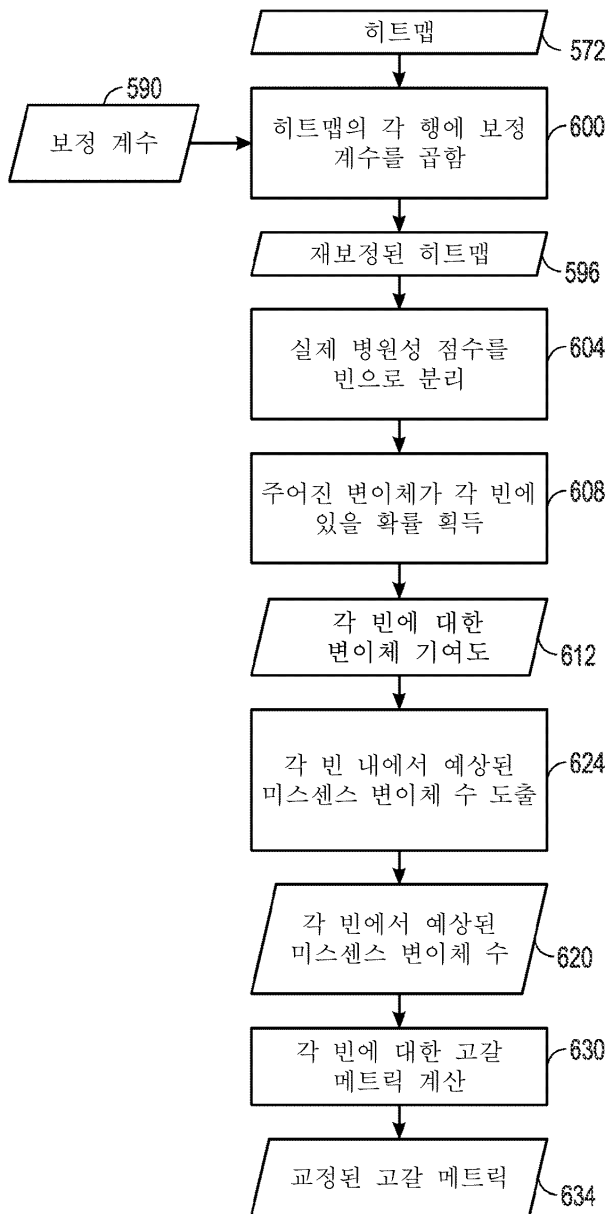 히트맵
572
590
보정 계수
히트맵의 각 행에 보정
계수를 곱함
600
재보정된 히트맵
596
실제 병원성 점수를
빈으로 분리
604
주어진 변이체가 각 빈에
있을 확률 획득
608
각 빈에 대한
변이체 기여도
612
각 빈 내에서 예상된
미스센스 변이체 수 도출
624
각 빈에서 예상된
미스센스 변이체 수
620
각 빈에 대한 고갈
메트릭 계산
630
교정된 고갈 메트릭
634